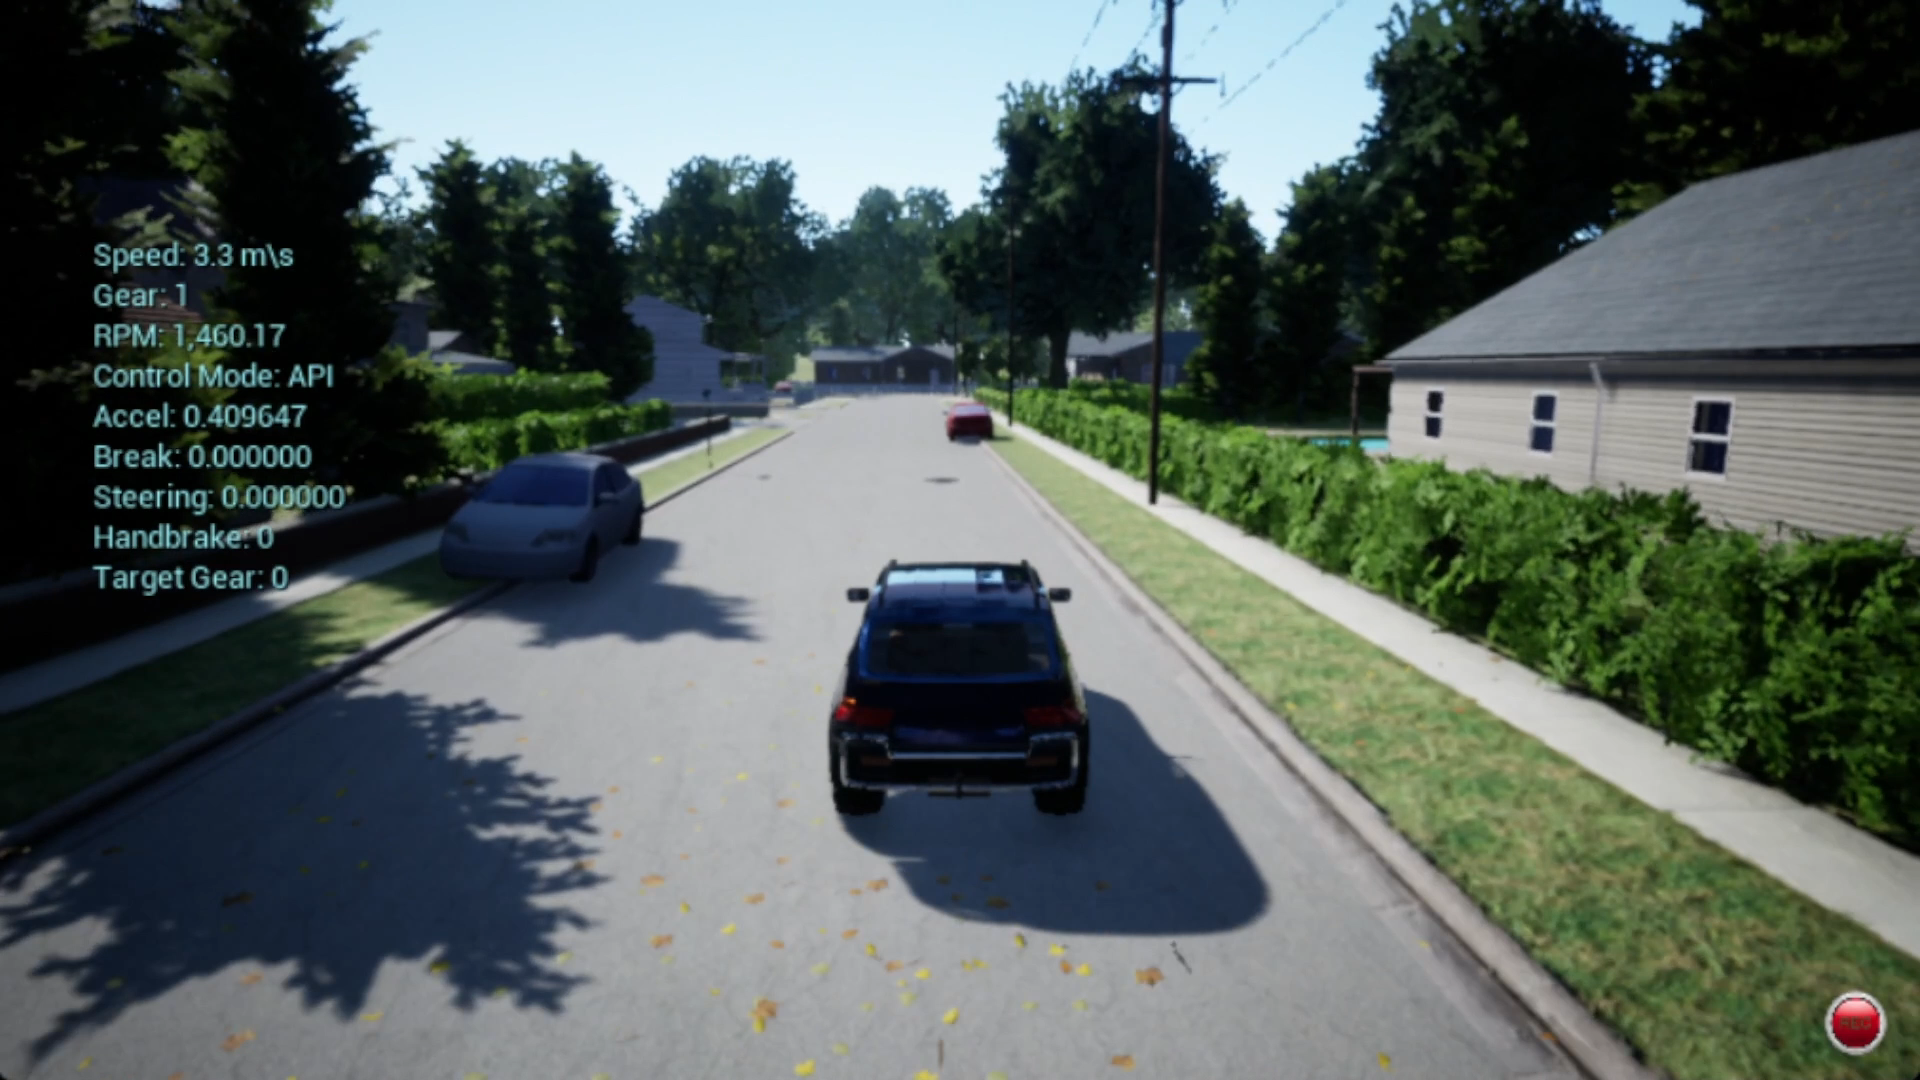 Speed: 3.3 m\s
Gear: 1
RPM: 1,460.17
Control Mode: API
Accel: 0.409647
Break: 0.000000
Steering: 0.000000
Handbrake: 0
Target Gear: 0
REC